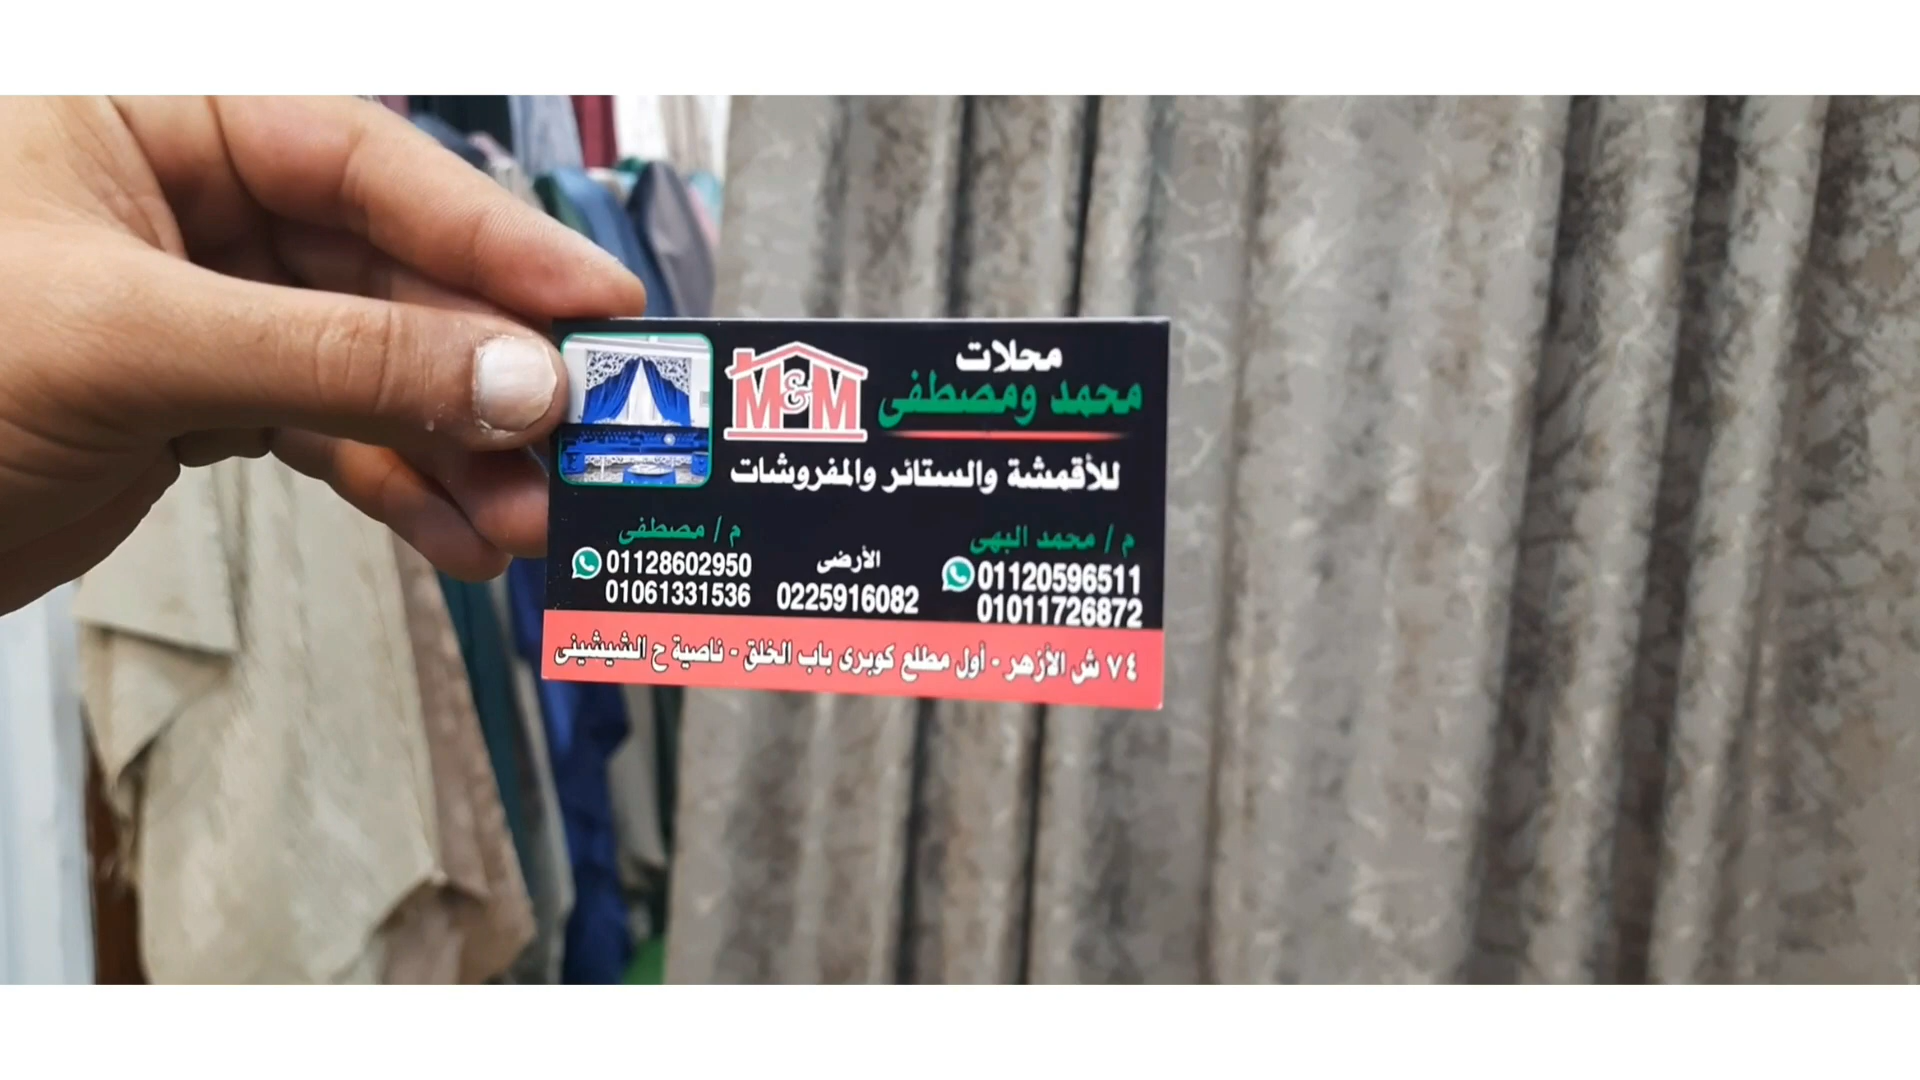 محلات
محمد ومصطفى
M&M
للأقمشة والستائر والمفروشات
م / محمد البهى
01120596511
01011726872
الأرضى
0225916082
م / مصطفى
01128602950
01061331536
٧٤ ش الأزهر - أول مطلع كوبرى باب الخلق - ناصية ح الشيشينى